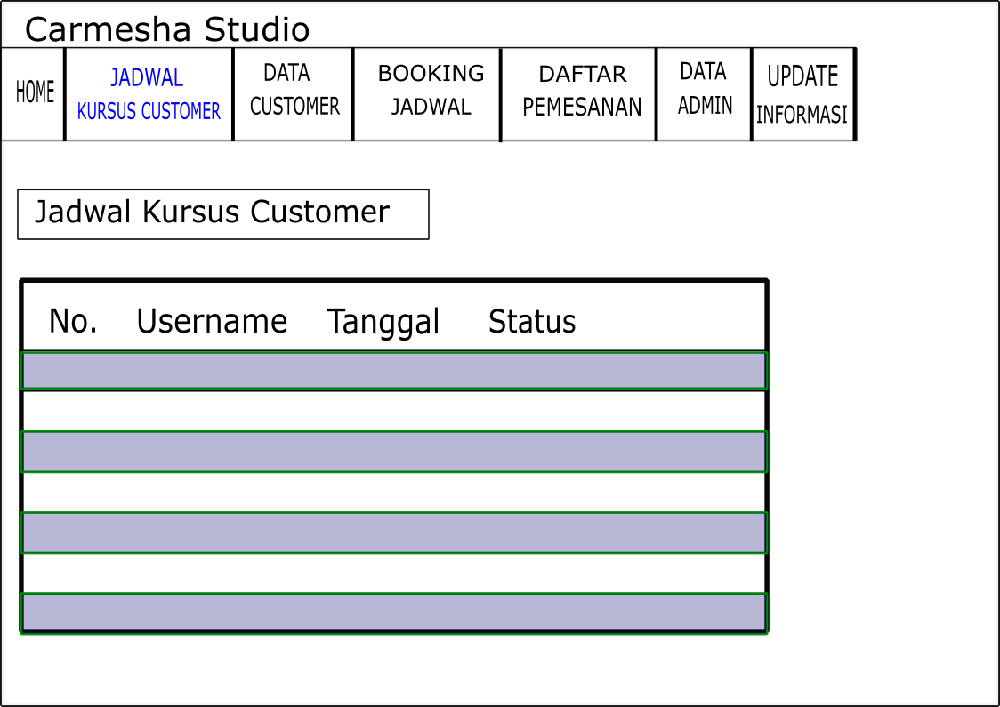 Carmesha Studio
HOME
JADWAL
KURSUS CUSTOMER
DATA
CUSTOMER
BOOKING
JADWAL
DAFTAR
PEMESANAN
DATA
ADMIN
UPDATE
INFORMASI
Jadwal Kursus Customer
No. Username Tanggal Status